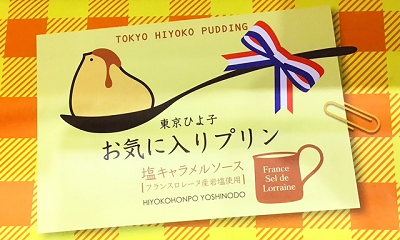 TOKYO HIYOKO PUDDING
東京ひよ子
お気に入りプリン
塩キャラメルソース
[フランスロレーヌ産岩塩使用]
HIYOKOHONPO YOSHINODO
France
Sel de
Lorraine